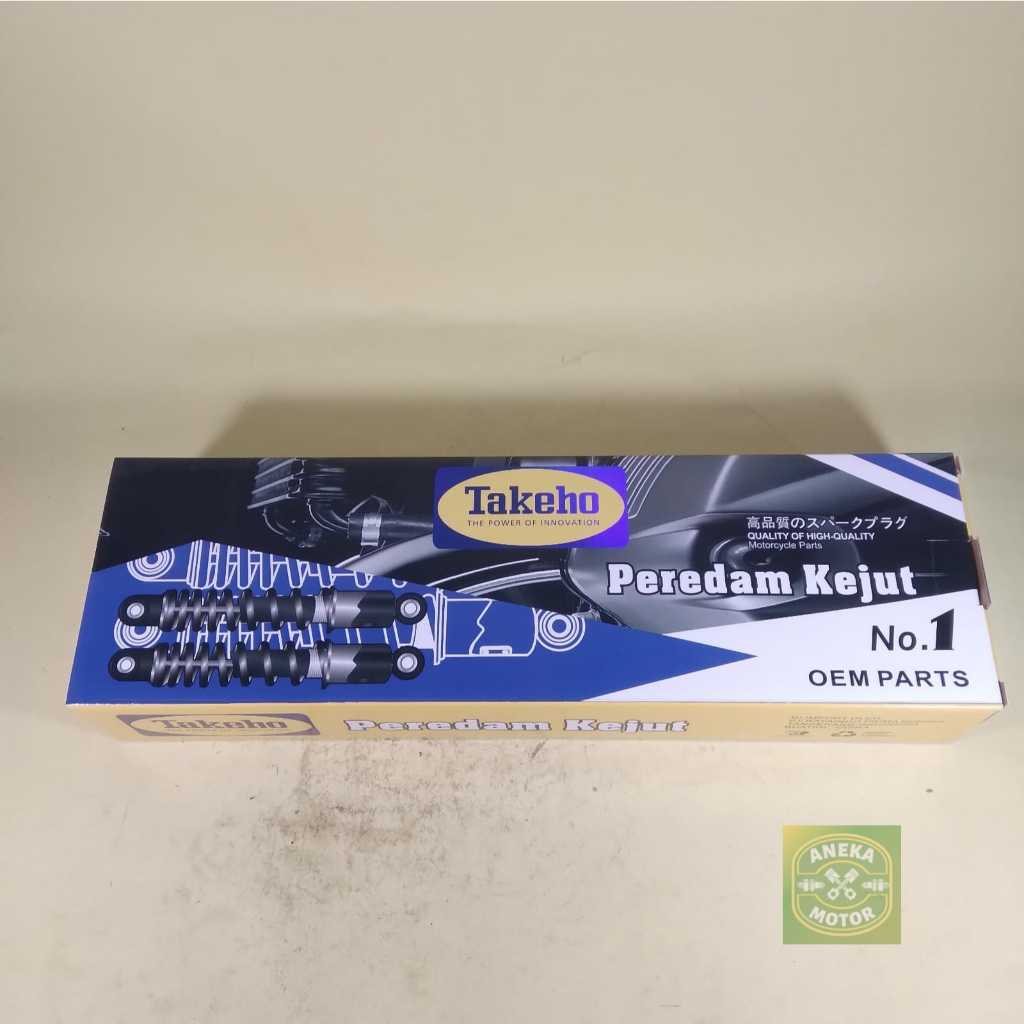 Takeho
THE POWER OF INNOVATION
高品質のスパークプラグ
QUALITY OF HIGH-QUALITY
Motorcycle Parts
Peredam Kejut
No.1
OEM PARTS
Takeho
Peredam Kejut
ANEKA
MOTOR